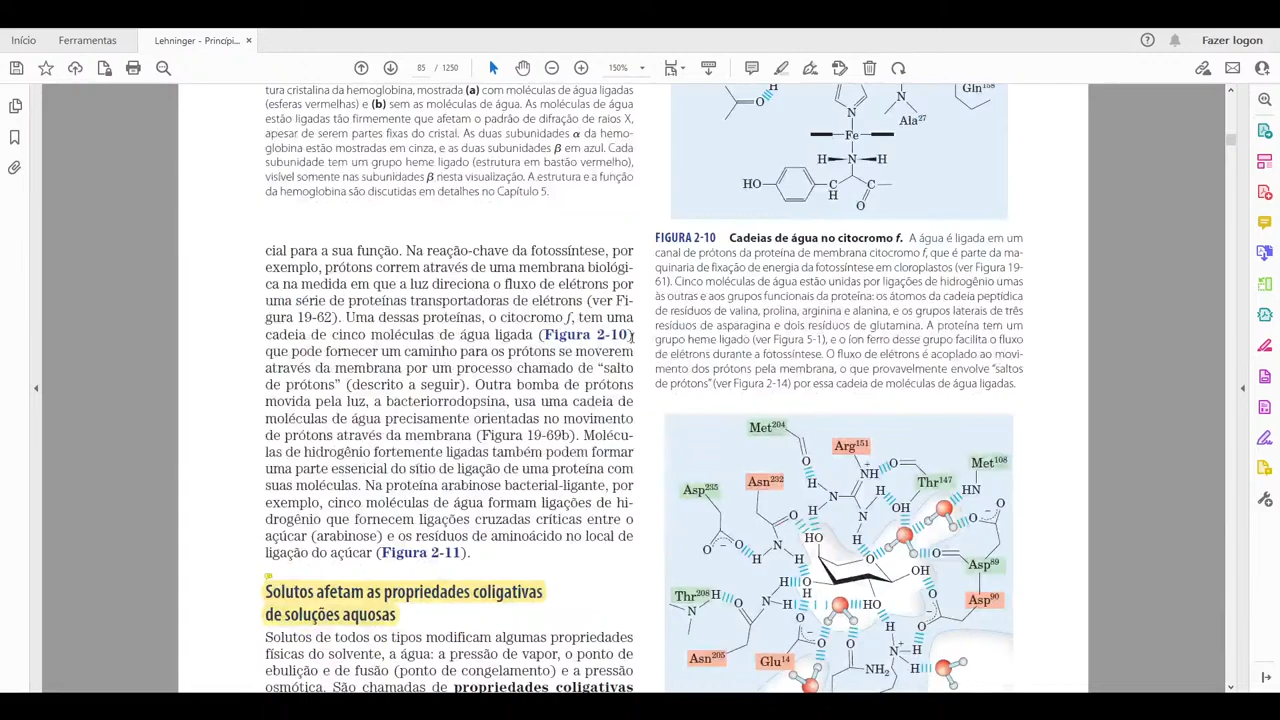 Início
Ferramentas
Lehninger - Princípi...
Fazer logon
85 / 1250
150%
tura cristalina da hemoglobina, mostrada (a) com moléculas de água ligadas
(esferas vermelhas) e (b) sem as moléculas de água. As moléculas de água
estão ligadas tão firmemente que afetam o padrão de difração de raios X,
apesar de serem partes fixas do cristal. As duas subunidades α da hemo-
globina estão mostradas em cinza, e as duas subunidades β em azul. Cada
subunidade tem um grupo heme ligado (estrutura em bastão vermelho),
visível somente nas subunidades β nesta visualização. A estrutura e a função
da hemoglobina são discutidas em detalhes no Capítulo 5.
cial para a sua função. Na reação-chave da fotossíntese, por
exemplo, prótons correm através de uma membrana biológi-
ca na medida em que a luz direciona o fluxo de elétrons por
uma série de proteínas transportadoras de elétrons (ver Fi-
gura 19-62). Uma dessas proteínas, o citocromo f, tem uma
cadeia de cinco moléculas de água ligada (Figura 2-10)
que pode fornecer um caminho para os prótons se moverem
através da membrana por um processo chamado de “salto
de prótons” (descrito a seguir). Outra bomba de prótons
movida pela luz, a bacteriorrodopsina, usa uma cadeia de
moléculas de água precisamente orientadas no movimento
de prótons através da membrana (Figura 19-69b). Molécu-
las de hidrogênio fortemente ligadas também podem formar
uma parte essencial do sítio de ligação de uma proteína com
suas moléculas. Na proteína arabinose bacterial-ligante, por
exemplo, cinco moléculas de água formam ligações de hi-
drogênio que fornecem ligações cruzadas críticas entre o
açúcar (arabinose) e os resíduos de aminoácido no local de
ligação do açúcar (Figura 2-11).
Solutos afetam as propriedades coligativas
de soluções aquosas
Solutos de todos os tipos modificam algumas propriedades
físicas do solvente, a água: a pressão de vapor, o ponto de
ebulição e de fusão (ponto de congelamento) e a pressão
osmótica. São chamadas de propriedades coligativas
H
O
N
N
Gln158
Ala27
Fe
H N H
HO
C C
H
O
FIGURA 2-10 Cadeias de água no citocromo f. A água é ligada em um
canal de prótons da proteína de membrana citocromo f, que é parte da ma-
quinaria de fixação de energia da fotossíntese em cloroplastos (ver Figura 19-
61). Cinco moléculas de água estão unidas por ligações de hidrogênio umas
às outras e aos grupos funcionais da proteína: os átomos da cadeia peptídica
de resíduos de valina, prolina, arginina e alanina, e os grupos laterais de três
resíduos de asparagina e dois resíduos de glutamina. A proteína tem um
grupo heme ligado (ver Figura 5-1), e o íon ferro desse grupo facilita o fluxo
de elétrons durante a fotossíntese. O fluxo de elétrons é acoplado ao movi-
mento dos prótons pela membrana, o que provavelmente envolve “saltos
de prótons” (ver Figura 2-14) por essa cadeia de moléculas de água ligadas.
Met204
Arg151
Met108
Asn232
Thr147
Asp235
NH
HN
OH
HO
OH
Asp89
Thr208
Asp90
HO
Asn205
Glu14
NH2